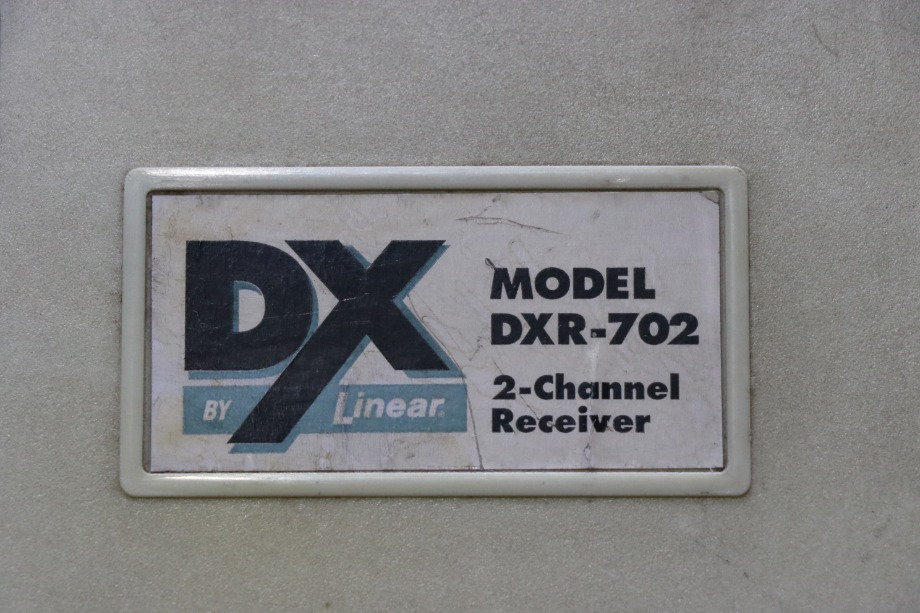 DX
BY Linear
MODEL
DXR-702
2-Channel
Receiver